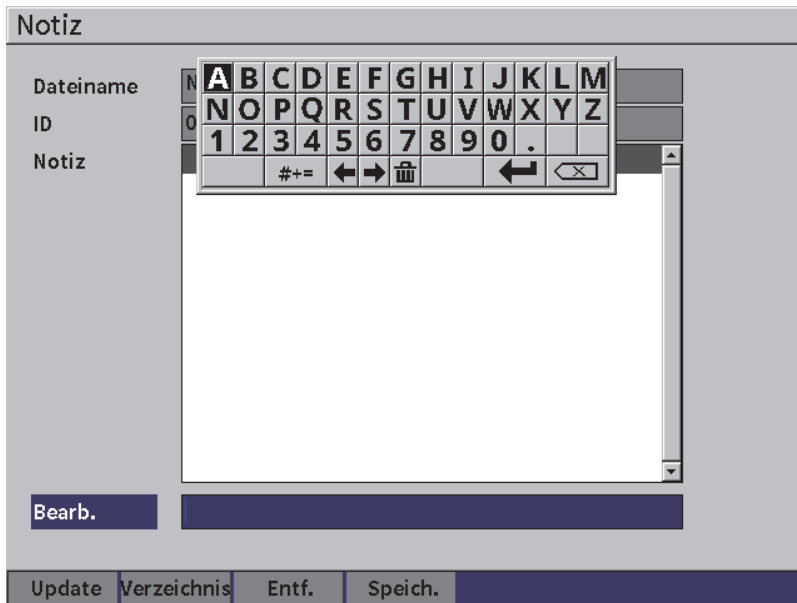 Notiz
Dateiname N
A B C D E F G H I J K L M
N O P Q R S T U V W X Y Z
1 2 3 4 5 6 7 8 9 0 .
#+=
ID 0
Notiz
Bearb.
Update Verzeichnis Entf. Speich.